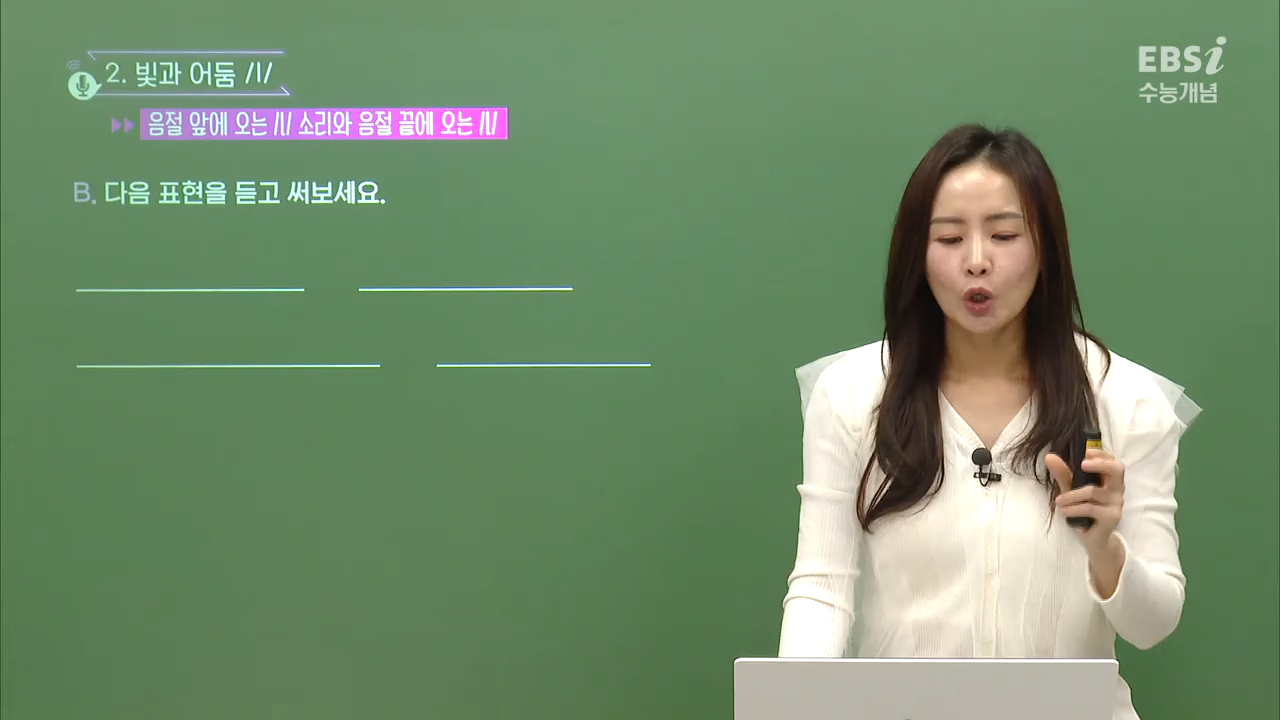 2. 빛과 어둠 /l/
음절 앞에 오는 /l/ 소리와 음절 끝에 오는 /l/
B. 다음 표현을 듣고 써보세요.
EBSi
수능개념